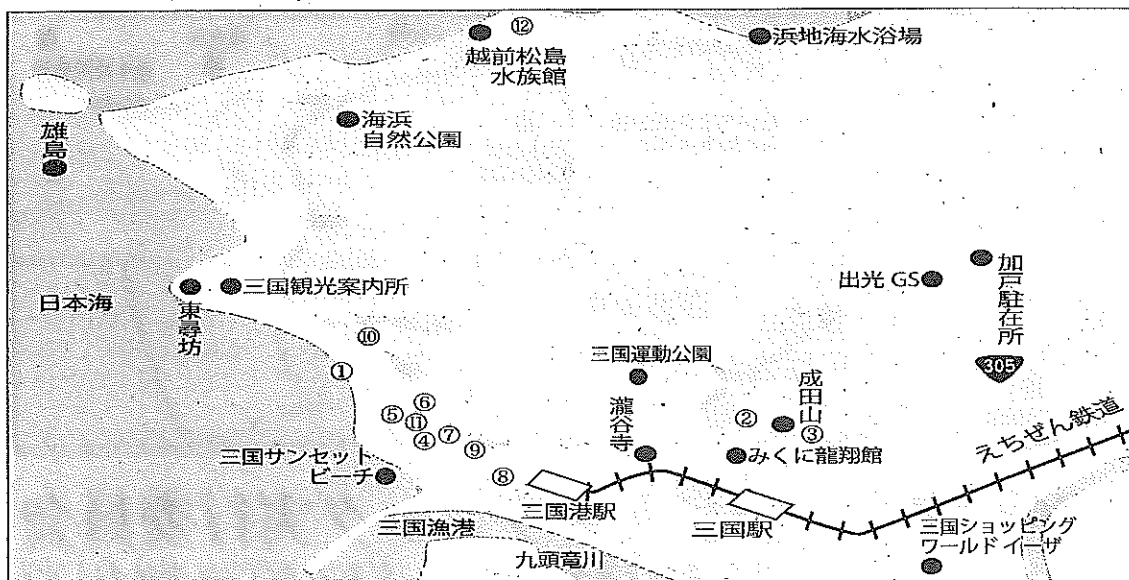 ⑫
越前松島
水族館
浜地海水浴場
海浜
自然公園
雄島
加戸駐在所
出光 GS
三国観光案内所
東尋坊
日本海
⑩
三国運動公園
305
①
成田山
瀧谷寺
⑥
⑤
⑪
②
④
⑦
③
⑨
みくに龍翔館
えちぜん鉄道
三国サンセット
ビーチ
⑧
三国港駅
三国駅
三国漁港
九頭竜川
三国ショッピング
ワールド イーザ